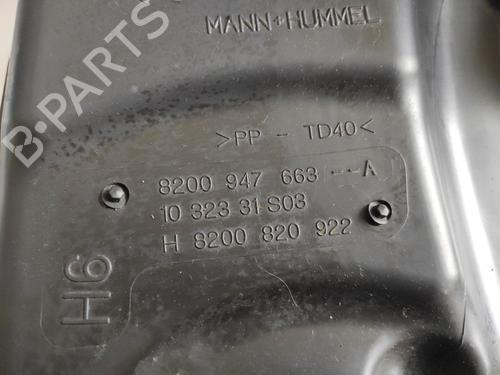 MANN+HUMMEL
>PP - TD40<
8200 947 663 --A
10 323 31 S03
H 8200 820 922
H6
B-PARTS